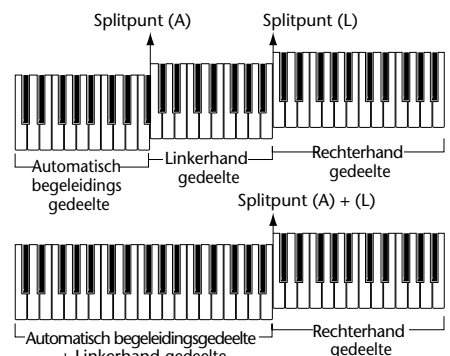 Splitpunt (A) Splitpunt (L)
Automatisch
begeleidings
gedeelte
Linkerhand
gedeelte
Rechterhand
gedeelte
Splitpunt (A) + (L)
Automatisch begeleidingsgedeelte
+ Linkerhand gedeelte
Rechterhand
gedeelte